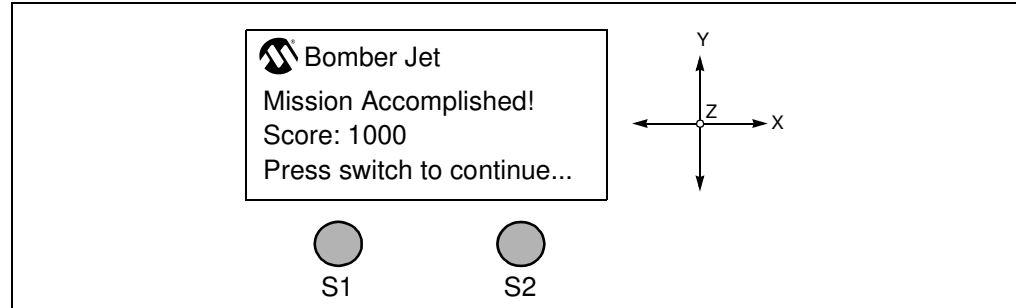 Bomber Jet
Mission Accomplished!
Score: 1000
Press switch to continue...
Y
Z
X
S1
S2